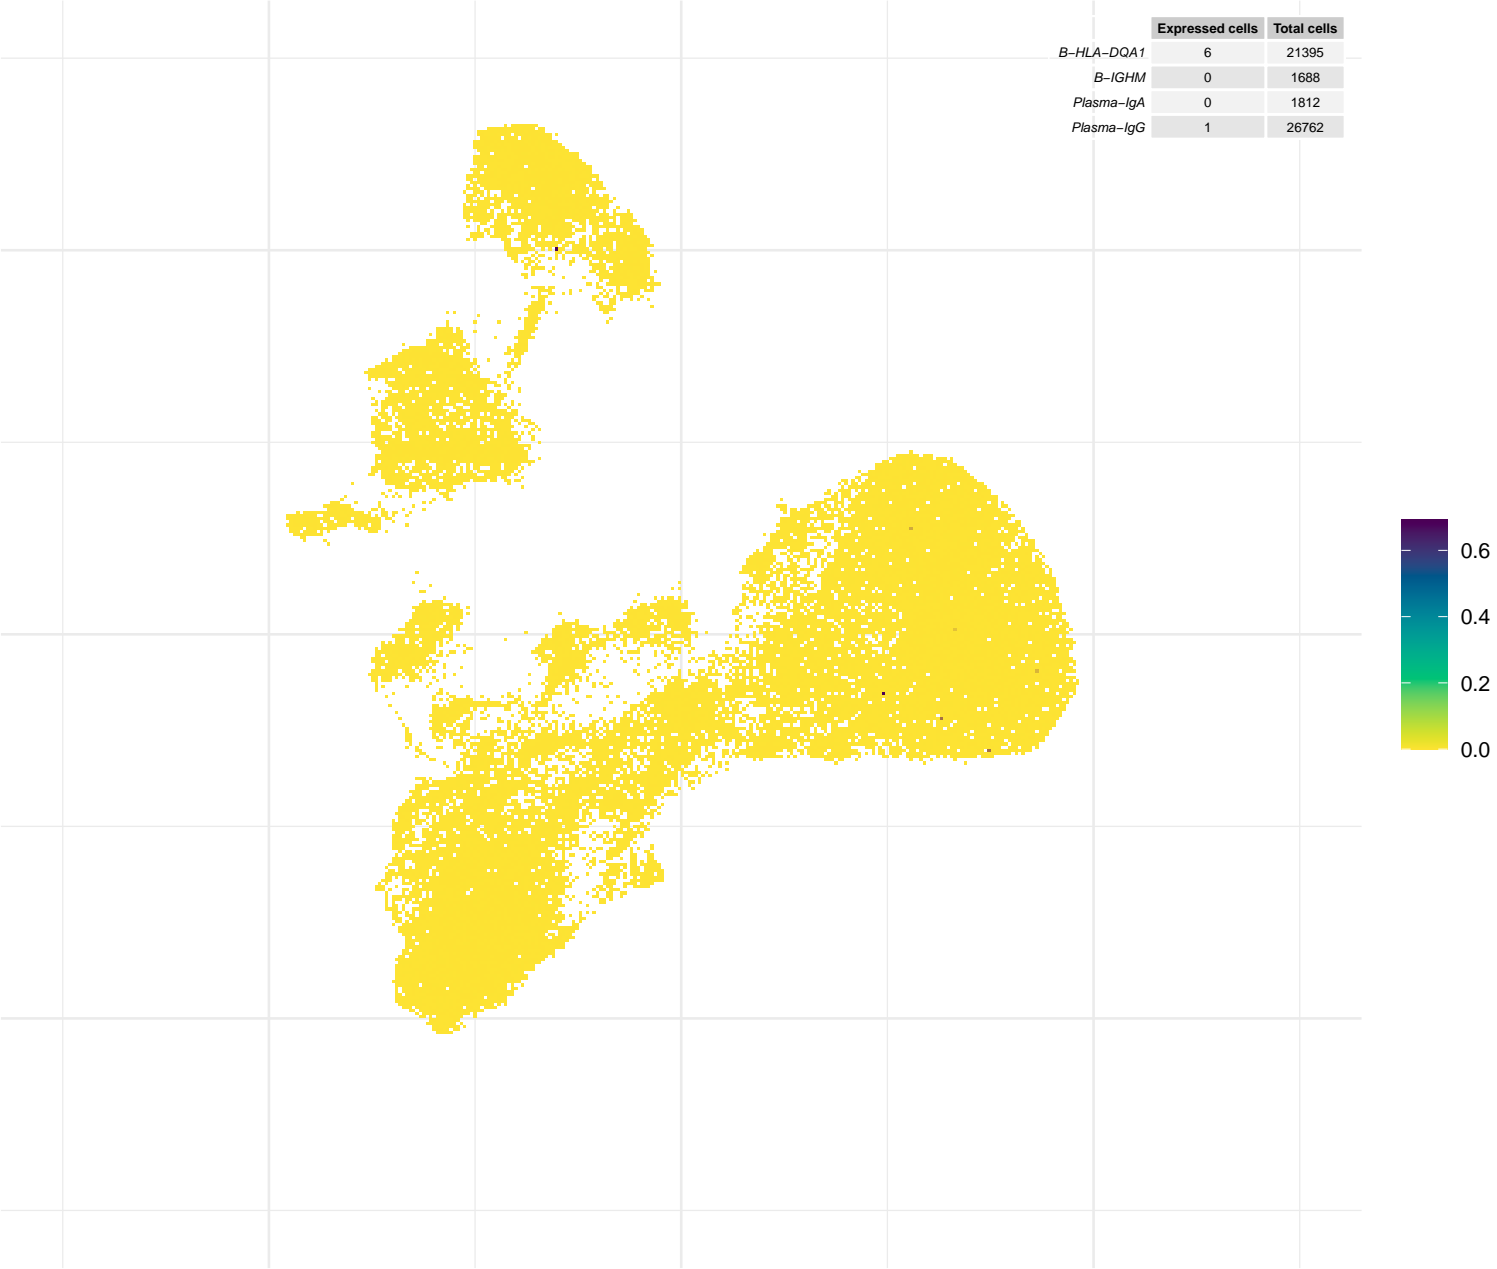 Expressed cells Total cells
B−HLA−DQA1 6 21395
B−IGHM 0 1688
Plasma−IgA 0 1812
Plasma−IgG 1 26762
0.6
0.4
0.2
0.0